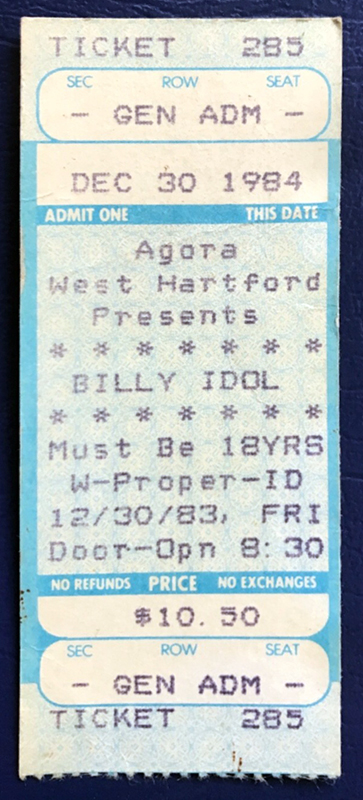 TICKET 285
SEC ROW SEAT
- GEN ADM -
DEC 30 1984
ADMIT ONE THIS DATE
Agora
West Hartford
Presents
* * * * * * *
BILLY IDOL
* * * * * * *
Must Be 18YRS
W-Proper-ID
12/30/83, FRI
Door-Opn 8:30
NO REFUNDS PRICE NO EXCHANGES
$10.50
SEC ROW SEAT
- GEN ADM -
TICKET 285